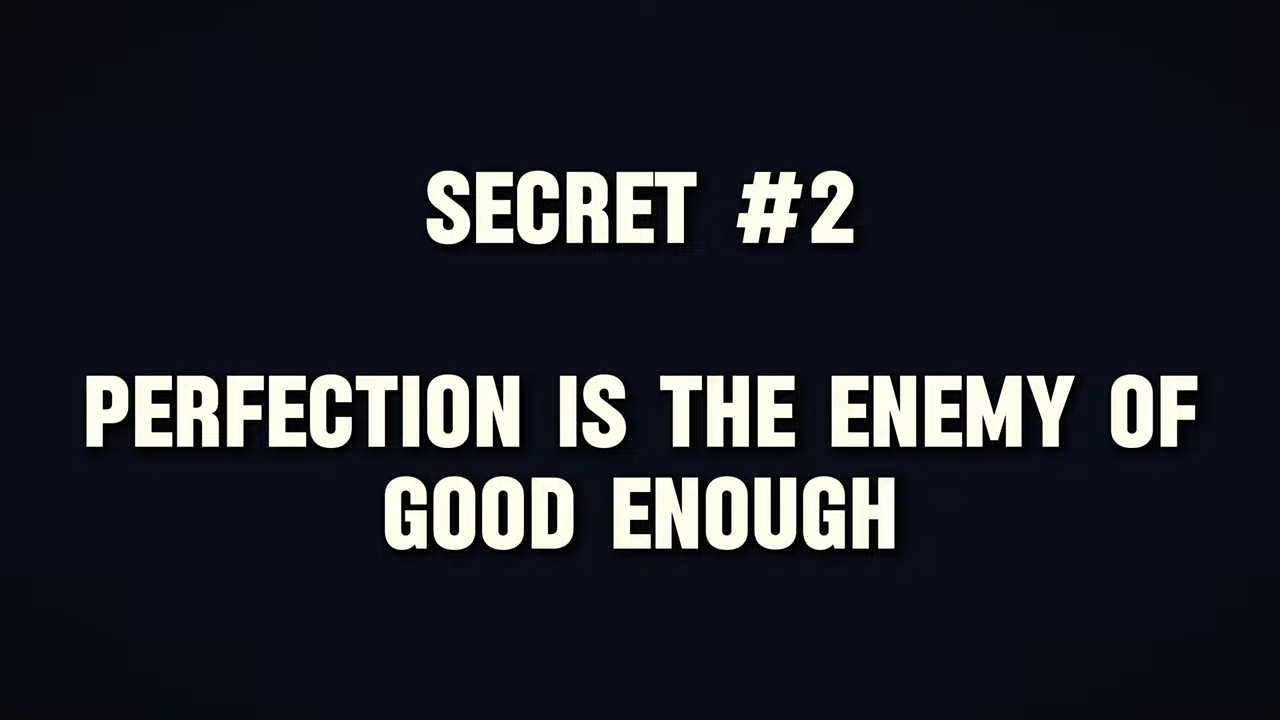 SECRET #2
PERFECTION IS THE ENEMY OF
GOOD ENOUGH